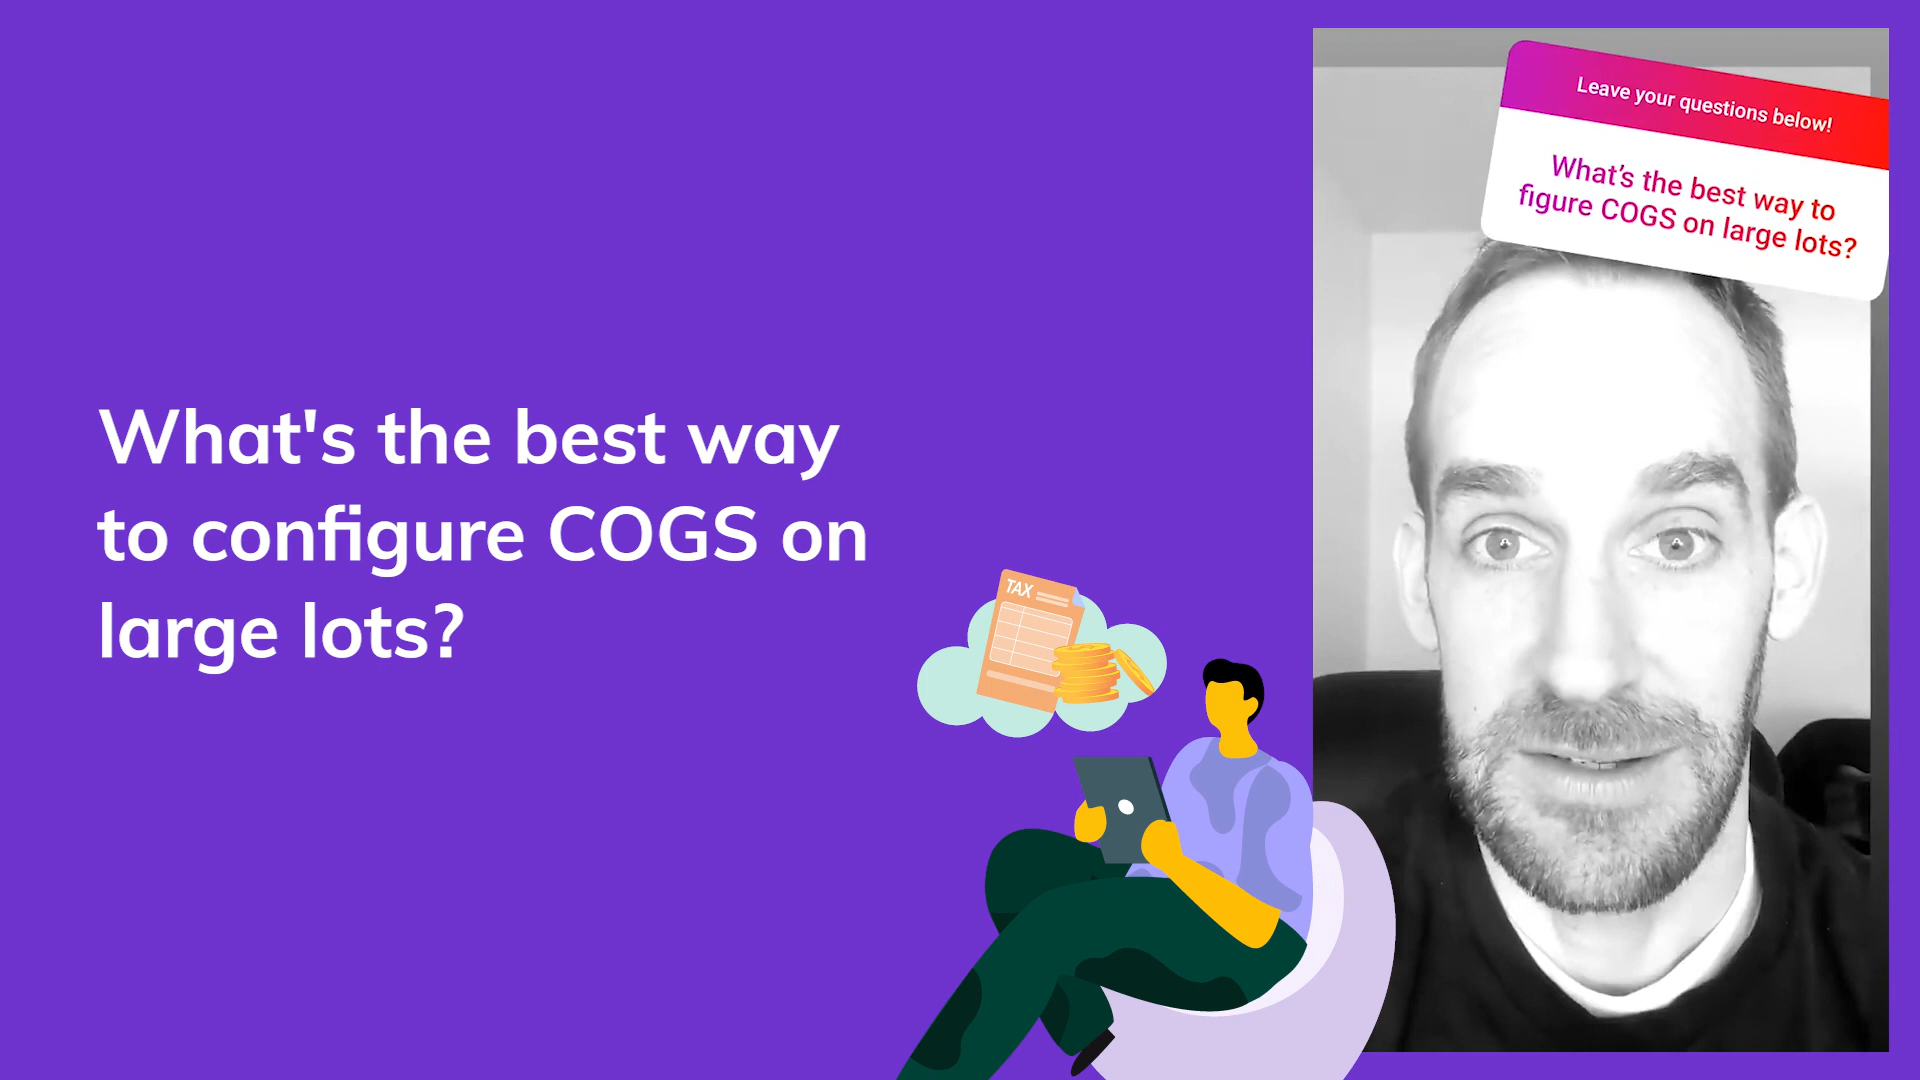 What's the best way
to configure COGS on
large lots?
TAX
Leave your questions below!
What's the best way to
figure COGS on large lots?